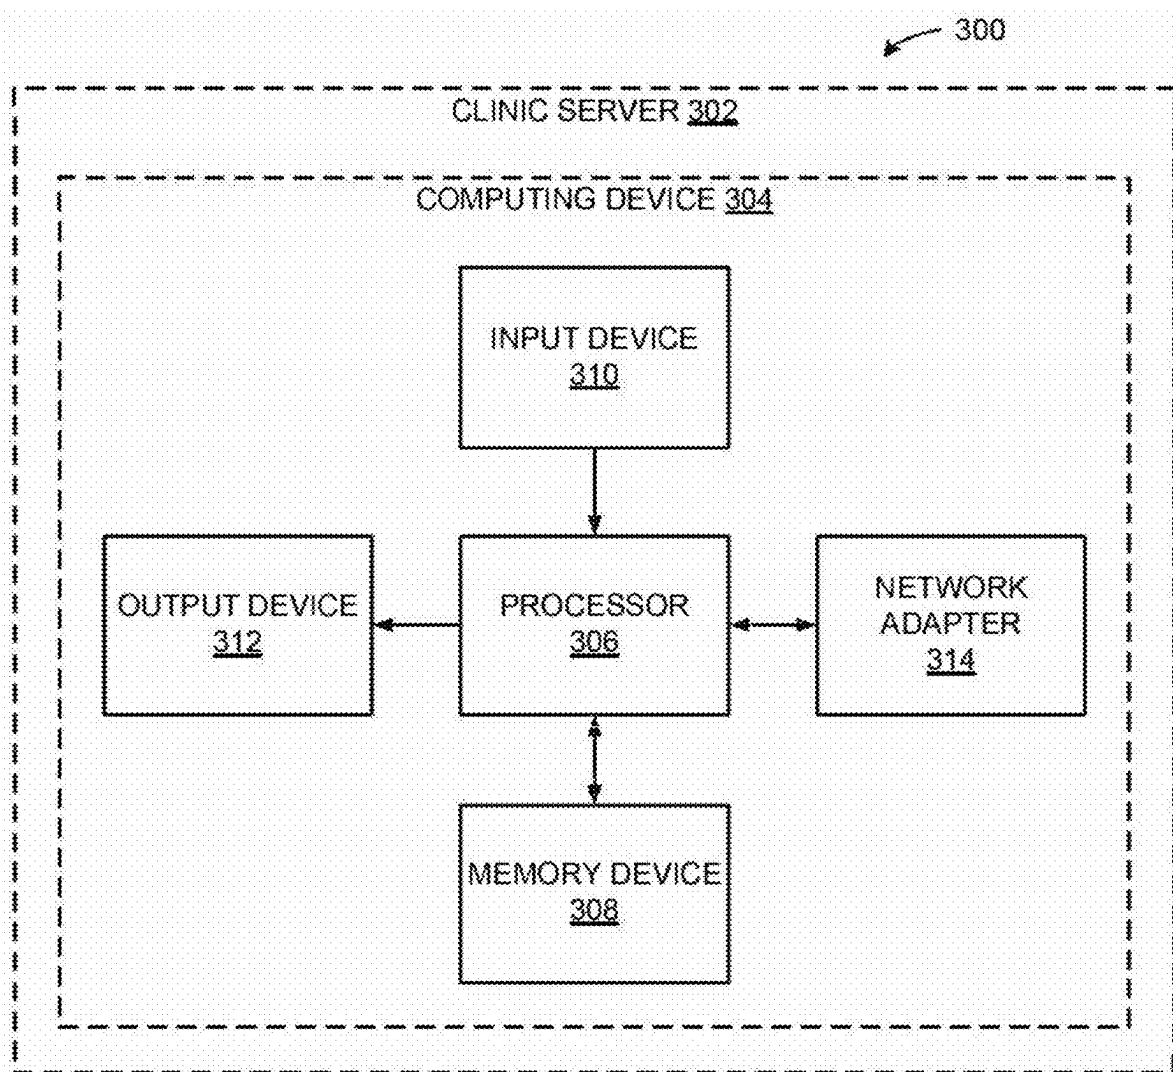 300
CLINIC SERVER 302
COMPUTING DEVICE 304
INPUT DEVICE
310
OUTPUT DEVICE
312
PROCESSOR
306
NETWORK
ADAPTER
314
MEMORY DEVICE
308